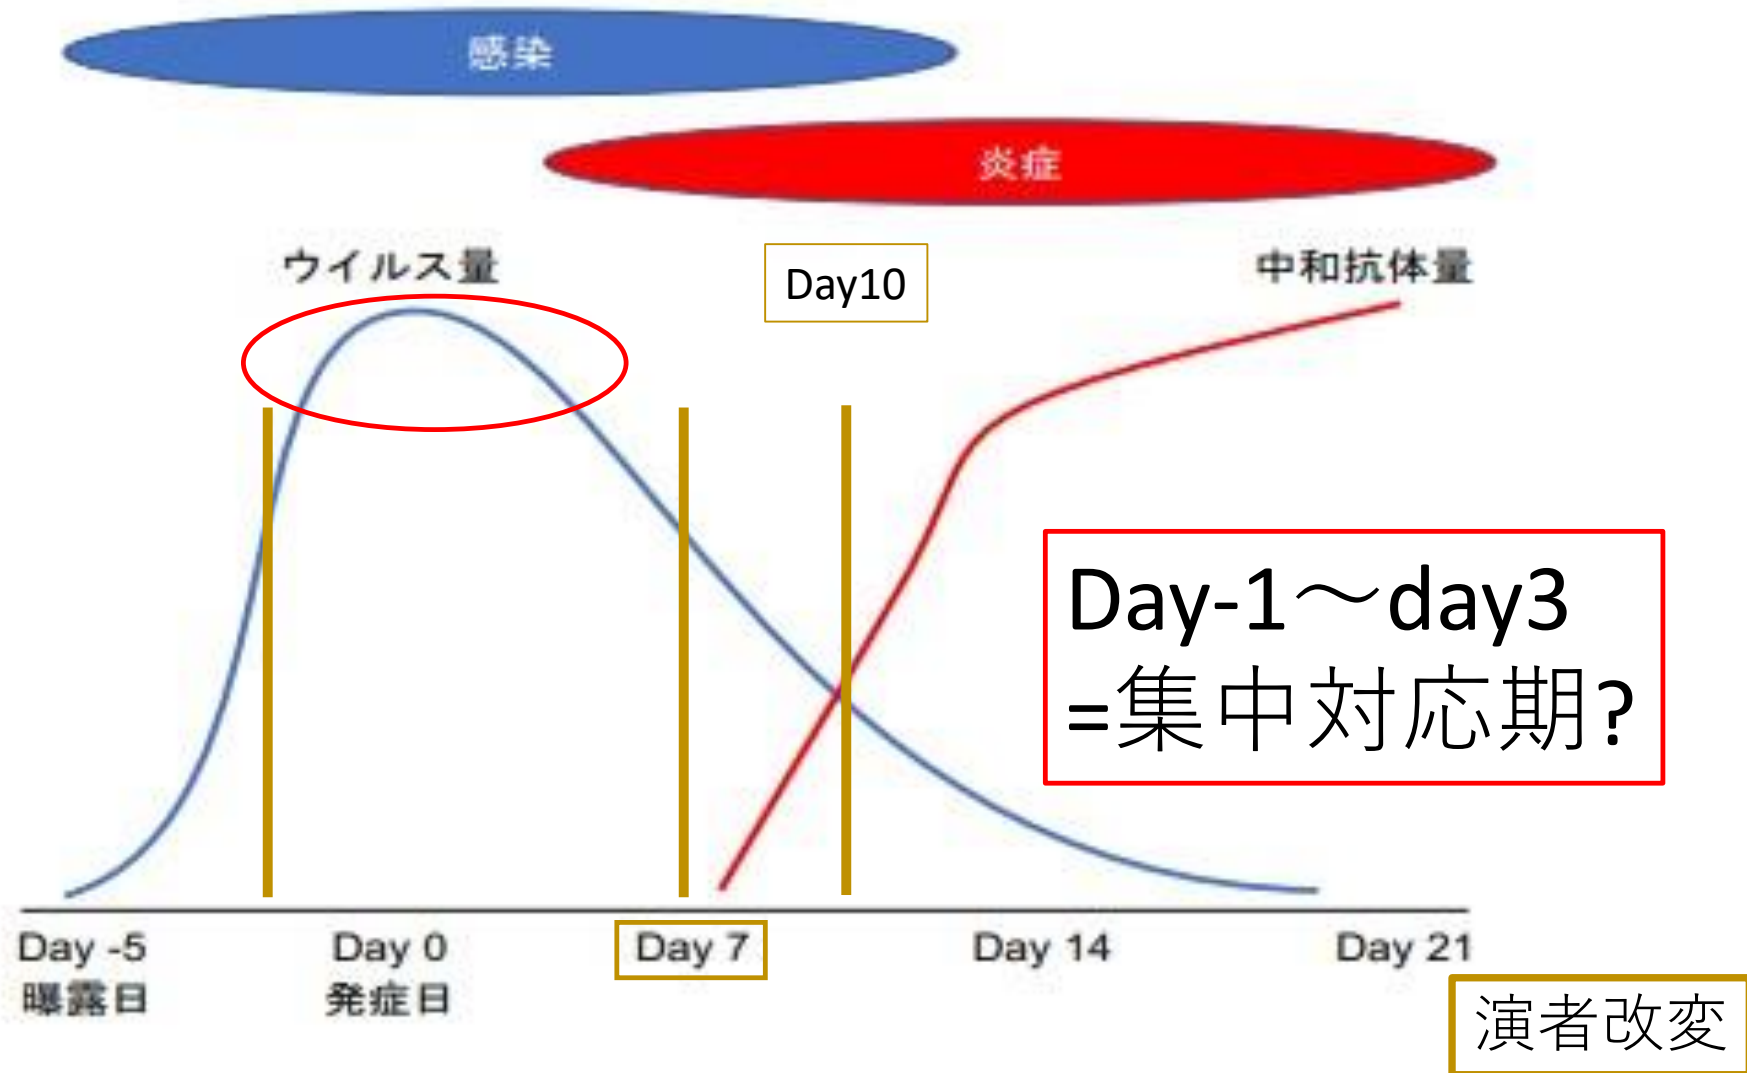 感染
炎症
ウイルス量
Day10
中和抗体量
Day-1～day3
=集中対応期?
Day -5
曝露日
Day 0
発症日
Day 7
Day 14
Day 21
演者改変